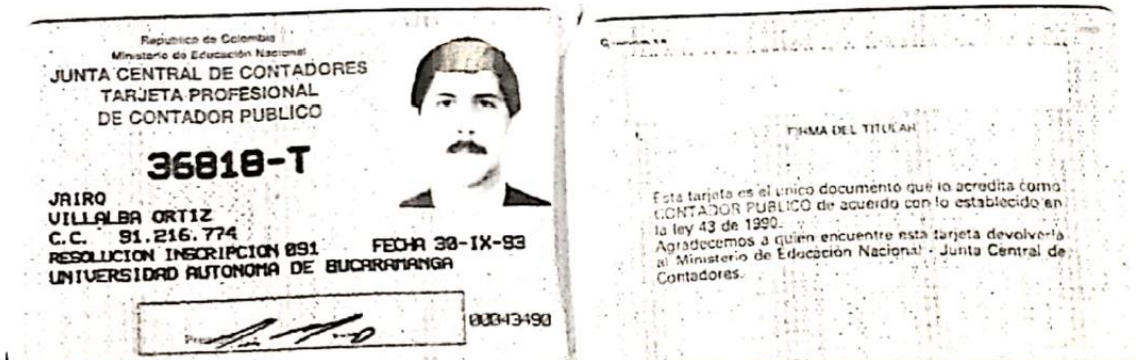 República de Colombia
Ministerio de Educación Nacional
JUNTA CENTRAL DE CONTADORES
TARJETA PROFESIONAL
DE CONTADOR PUBLICO
36818-T
JAIRO
VILLALBA ORTIZ
C.C. 91.216.774
RESOLUCION INSCRIPCION 091 FECHA 30-IX-93
UNIVERSIDAD AUTONOMA DE BUCARAMANGA
00343490
FIRMA DEL TITULAR
Esta tarjeta es el unico documento que lo acredita como
CONTADOR PUBLICO de acuerdo con lo establecido en
la ley 43 de 1990.
Agradecemos a quien encuentre esta tarjeta devolverla
al Ministerio de Educación Nacional - Junta Central de
Contadores.